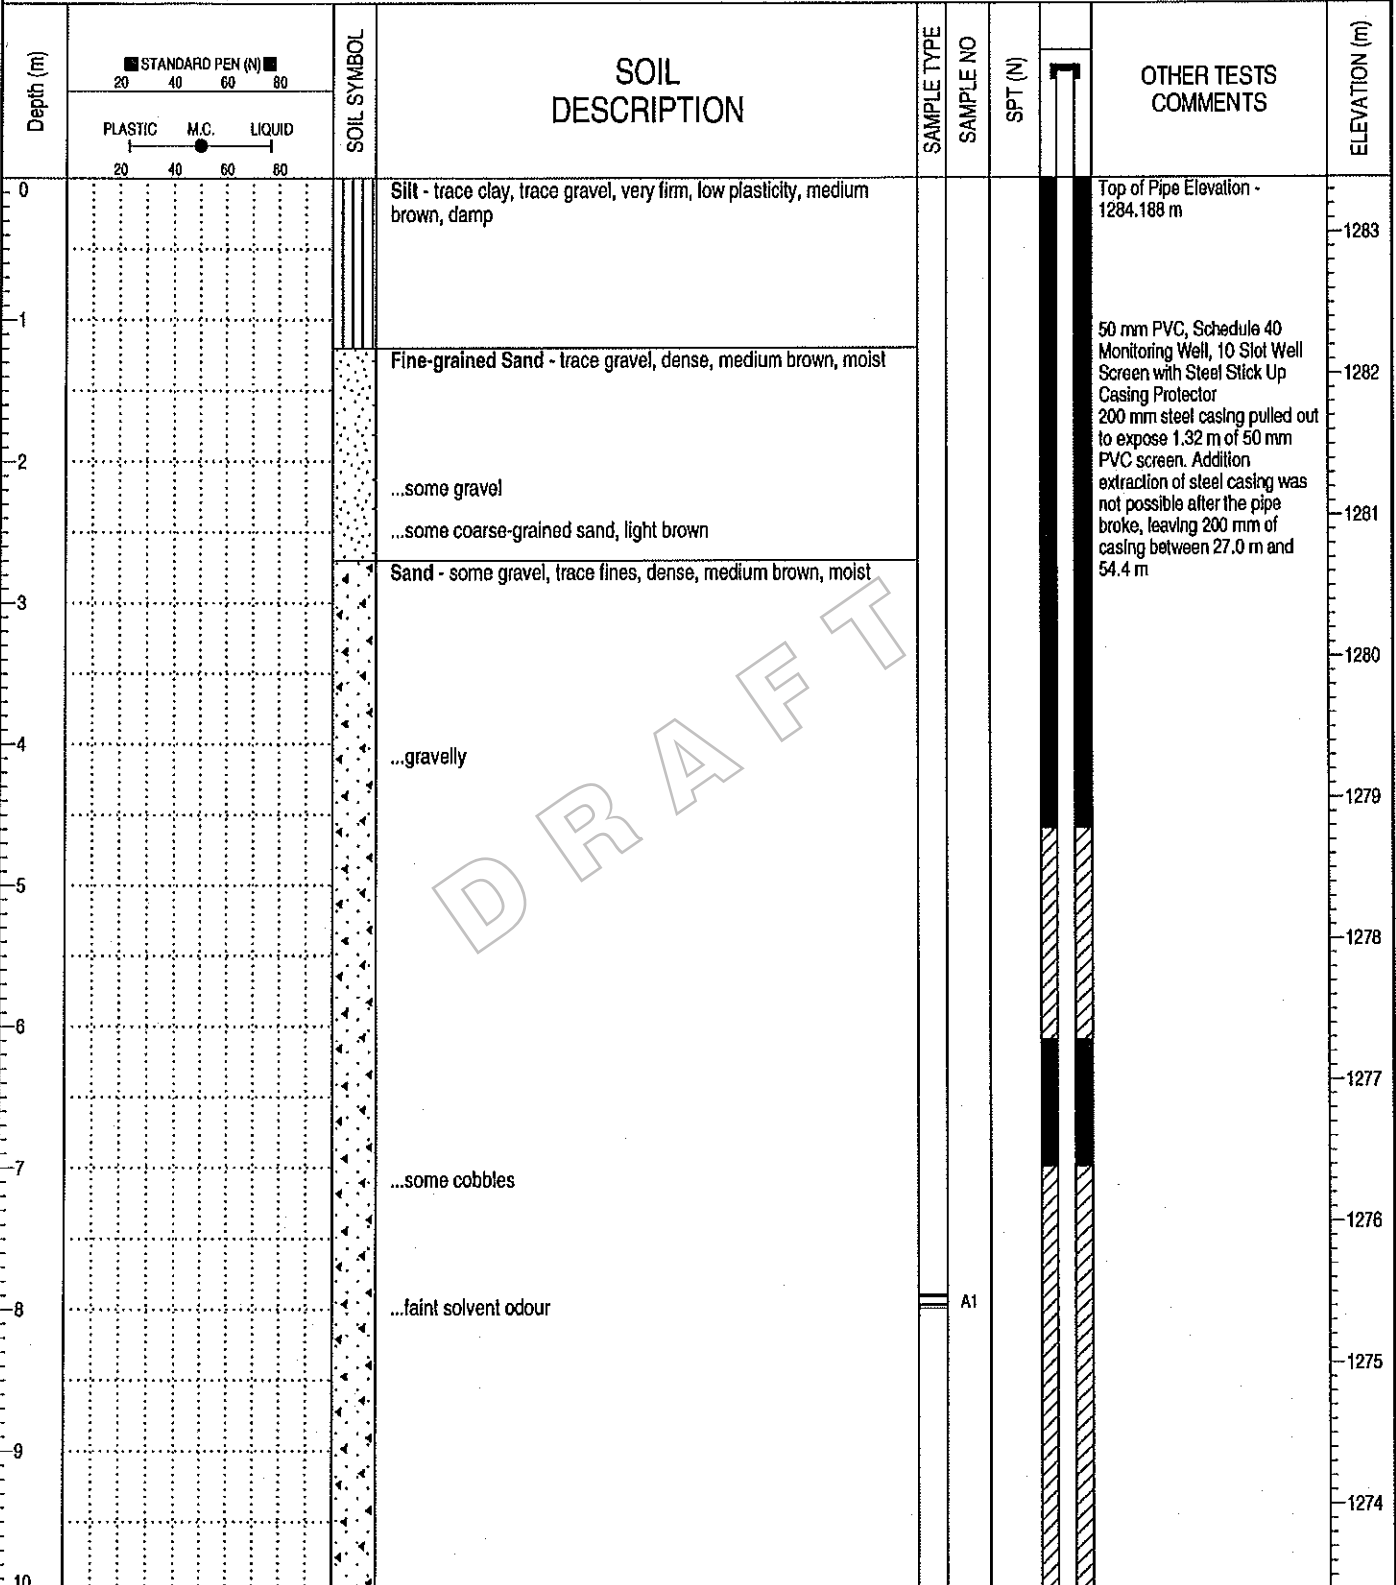 Depth (m)
■ STANDARD PEN (N) ■
20 40 60 80
PLASTIC M.C. LIQUID
20 40 60 80
SOIL SYMBOL
SOIL
DESCRIPTION
SAMPLE TYPE
SAMPLE NO
SPT (N)
OTHER TESTS
COMMENTS
ELEVATION (m)
0
Silt - trace clay, trace gravel, very firm, low plasticity, medium
brown, damp
Top of Pipe Elevation -
1284.188 m
1283
1
Fine-grained Sand - trace gravel, dense, medium brown, moist
50 mm PVC, Schedule 40
Monitoring Well, 10 Slot Well
Screen with Steel Stick Up
Casing Protector
200 mm steel casing pulled out
to expose 1.32 m of 50 mm
PVC screen. Addition
extraction of steel casing was
not possible after the pipe
broke, leaving 200 mm of
casing between 27.0 m and
54.4 m
1282
2
...some gravel
...some coarse-grained sand, light brown
1281
Sand - some gravel, trace fines, dense, medium brown, moist
3
1280
DRAFT
4
...gravelly
1279
5
1278
6
1277
7
...some cobbles
1276
8
...faint solvent odour
A1
1275
9
1274
10